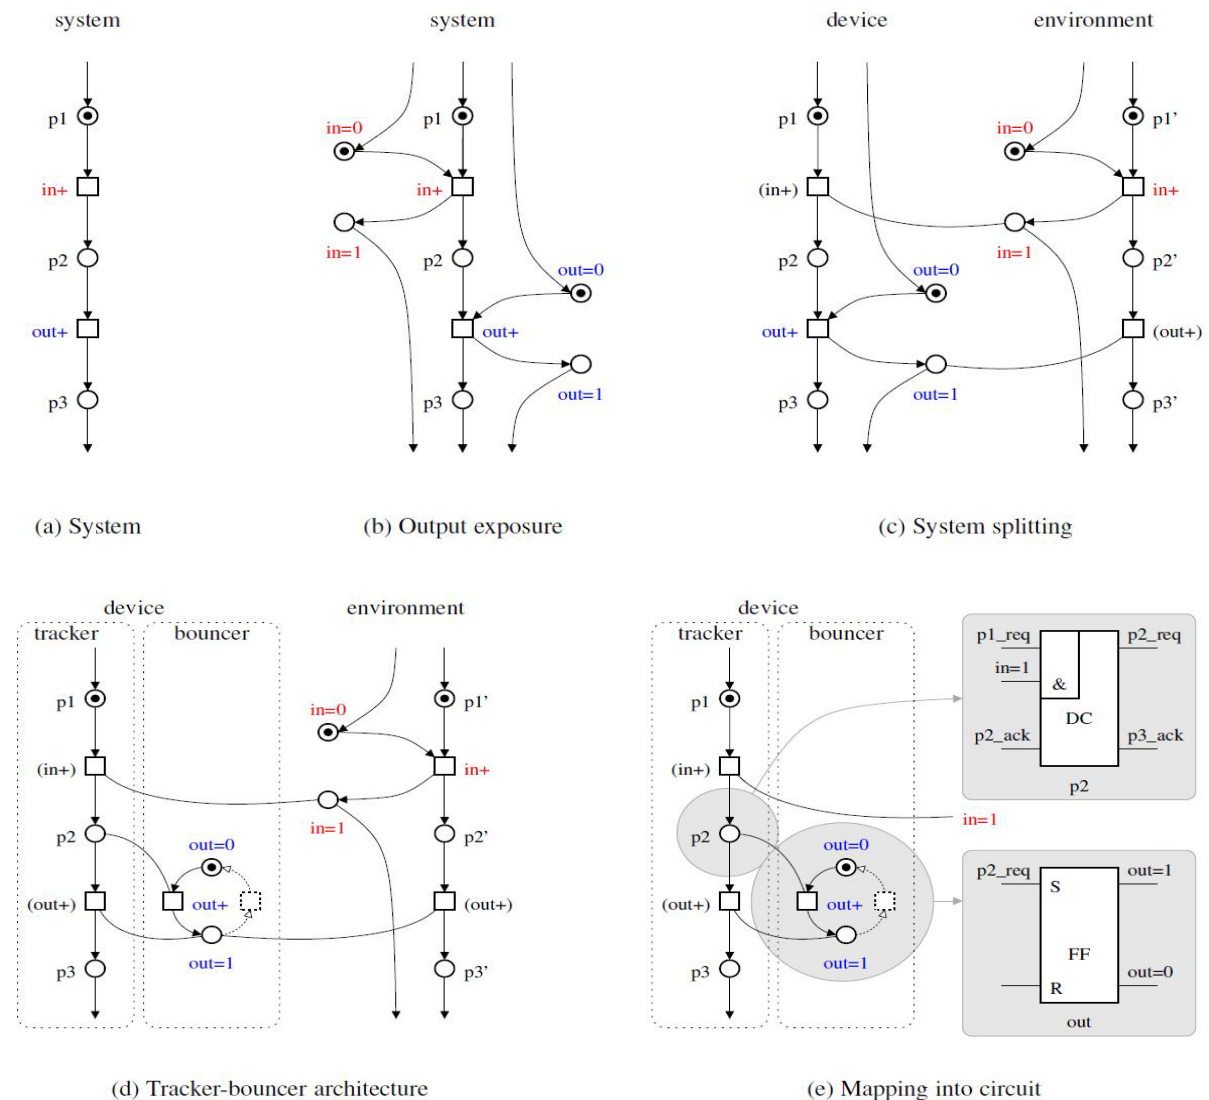 system
p1
in+
p2
out+
p3
(a) System
system
in=0
p1
in+
in=1
p2
out=0
out+
p3
out=1
(b) Output exposure
device environment
p1
in=0
p1'
(in+)
in+
in=1
p2
out=0
p2'
out+
(out+)
p3
out=1
p3'
(c) System splitting
device environment
tracker bouncer
p1
in=0
p1'
(in+)
in+
in=1
p2
out=0
p2'
(out+)
out+
(out+)
out=1
p3
p3'
(d) Tracker-bouncer architecture
device
tracker bouncer
p1
(in+)
in=1
p2
out=0
(out+)
out+
out=1
p3
p1_req p2_req
in=1
&
DC
p2_ack p3_ack
p2
p2_req out=1
S
FF
out=0
R
out
(e) Mapping into circuit